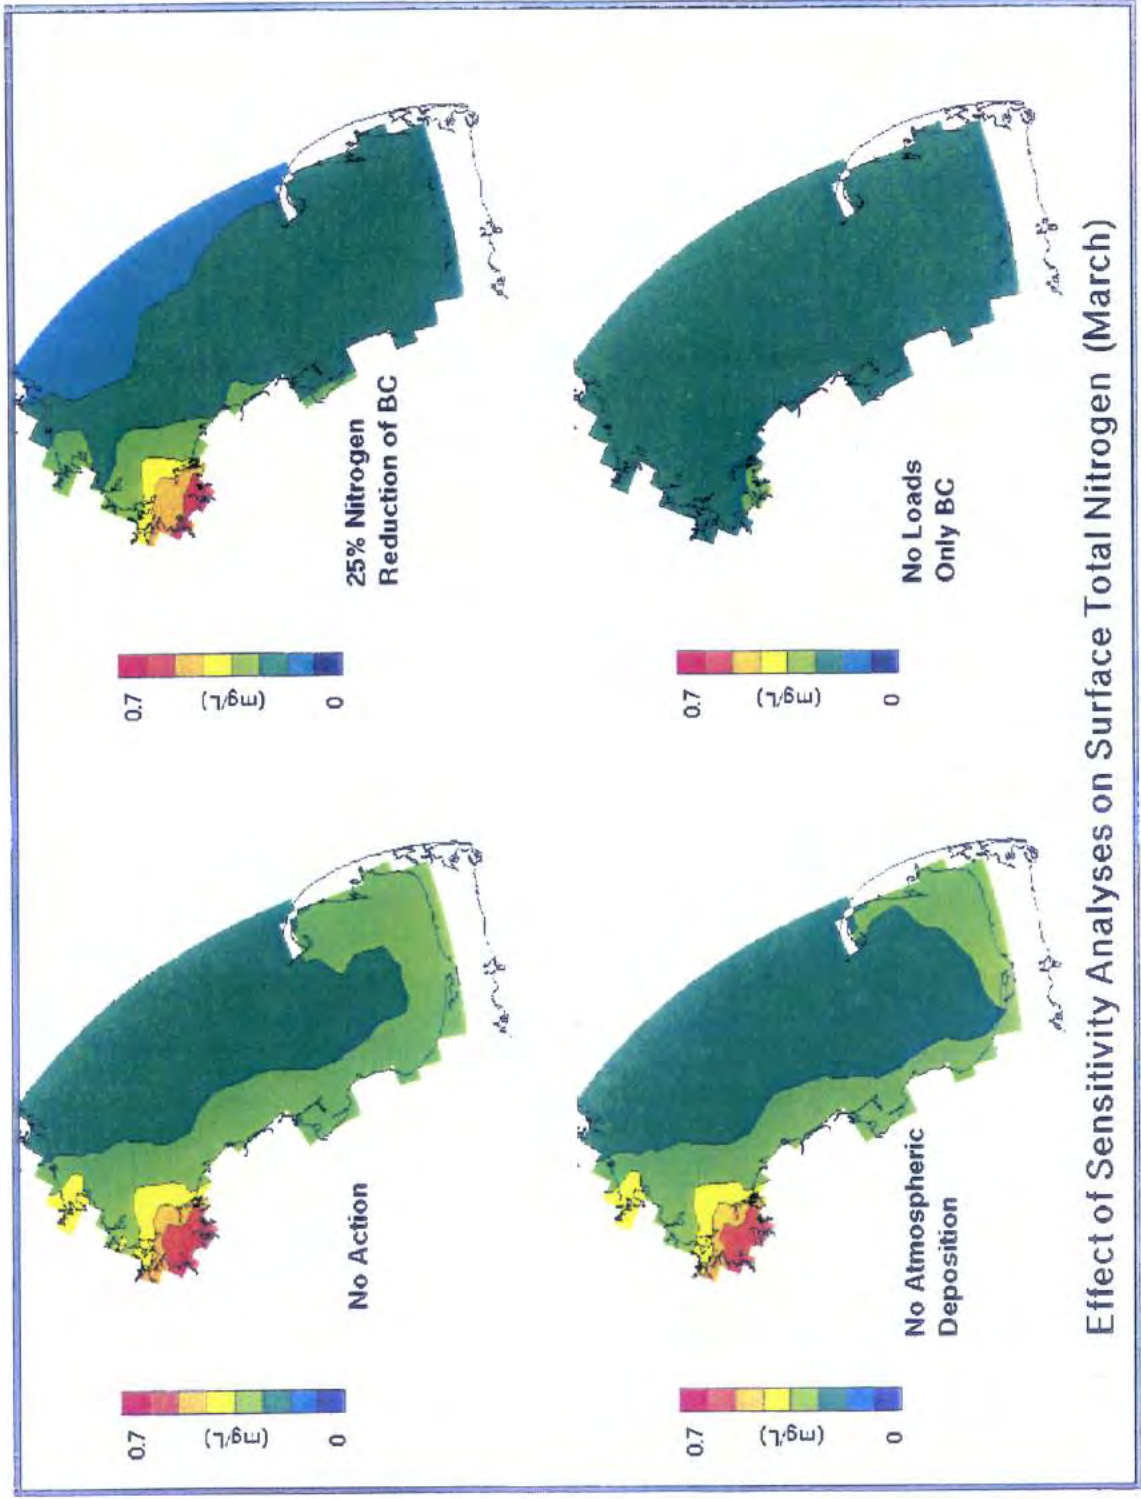 0.7
(mg/L)
0
No Action
0.7
(mg/L)
0
25% Nitrogen
Reduction of BC
0.7
(mg/L)
0
No Atmospheric
Deposition
0.7
(mg/L)
0
No Loads
Only BC
Effect of Sensitivity Analyses on Surface Total Nitrogen (March)